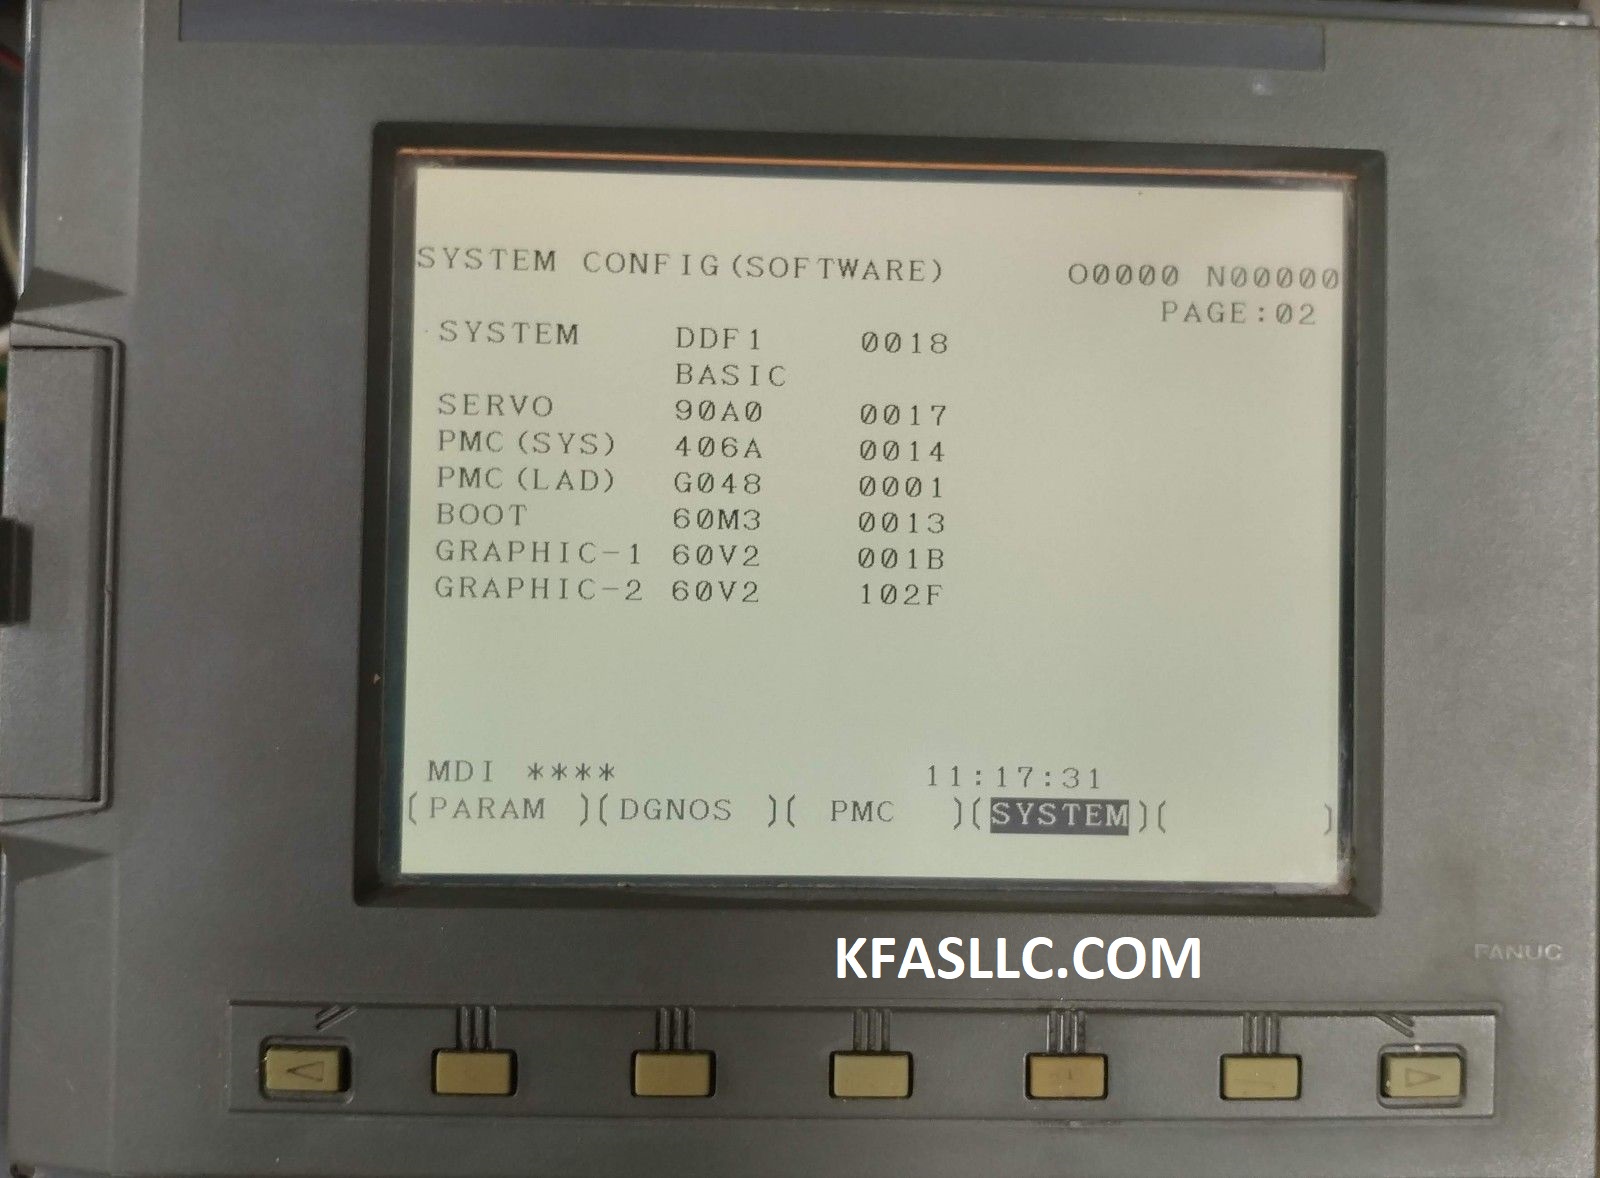 SYSTEM CONFIG(SOFTWARE) O0000 N00000
PAGE:02
SYSTEM DDF1 0018
BASIC
SERVO 90A0 0017
PMC(SYS) 406A 0014
PMC(LAD) G048 0001
BOOT 60M3 0013
GRAPHIC-1 60V2 001B
GRAPHIC-2 60V2 102F
MDI **** 11:17:31
(PARAM )(DGNOS )( PMC )(SYSTEM)( )
KFASLLC.COM
FANUC